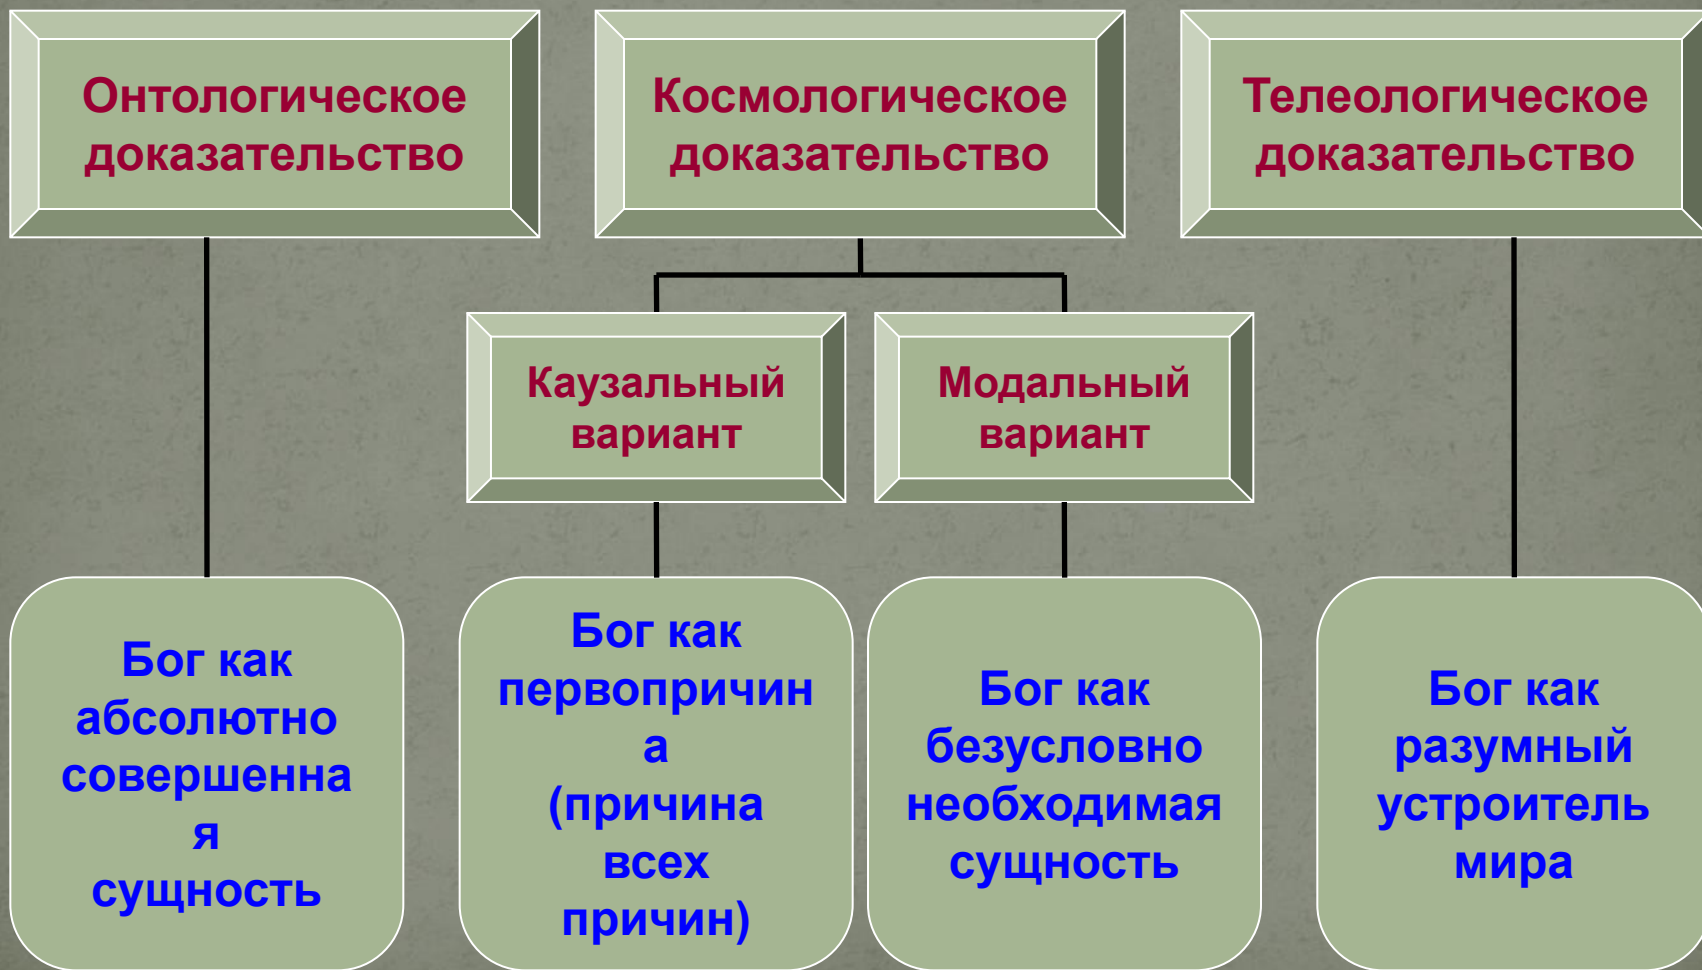 Онтологическое
доказательство
Космологическое
доказательство
Телеологическое
доказательство
Каузальный
вариант
Модальный
вариант
Бог как
абсолютно
совершенна
я
сущность
Бог как
первопричин
а
(причина
всех
причин)
Бог как
безусловно
необходимая
сущность
Бог как
разумный
устроитель
мира